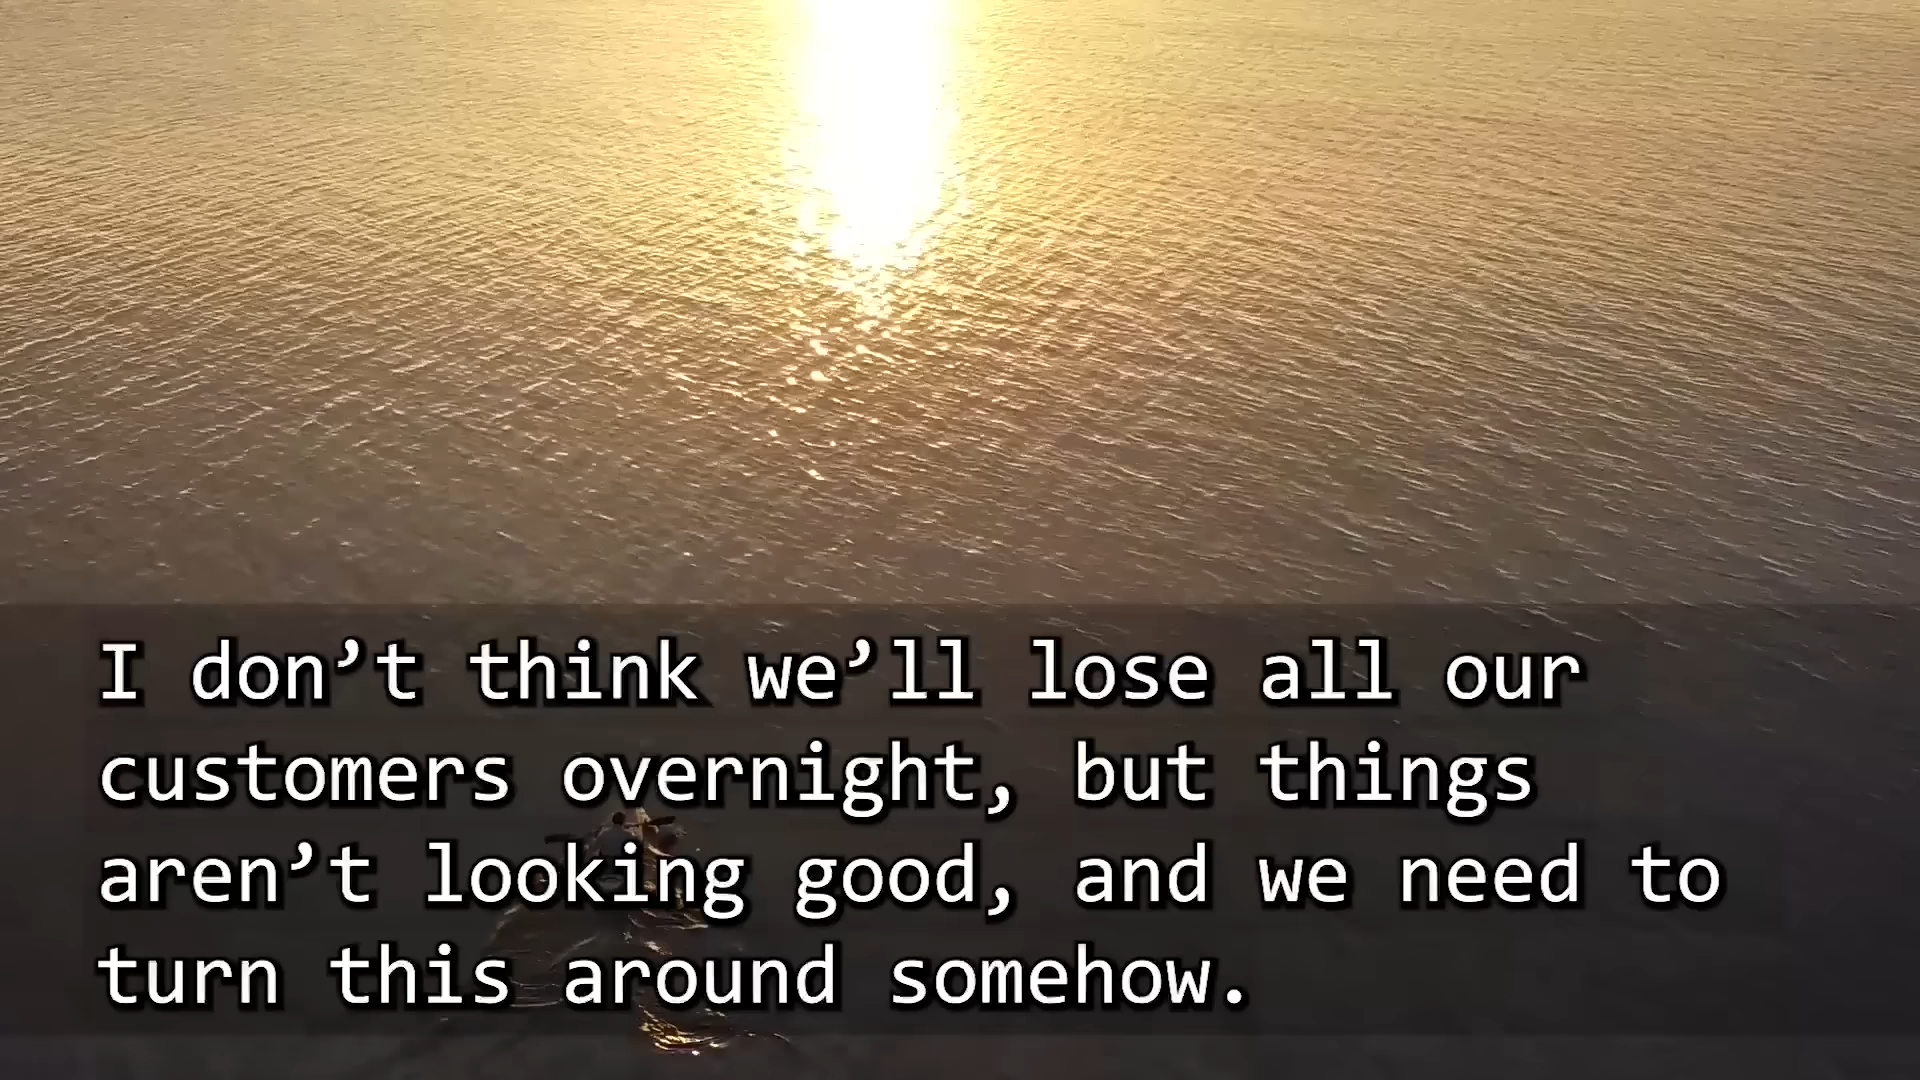 I don’t think we’ll lose all our
customers overnight, but things
aren’t looking good, and we need to
turn this around somehow.